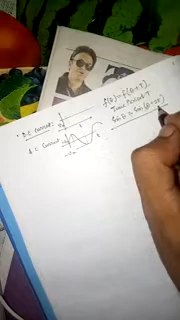 • D.C current:
A C Current
f(θ) = f(θ+T).
Time Period T.
Sin θ = Sin(θ+2π)